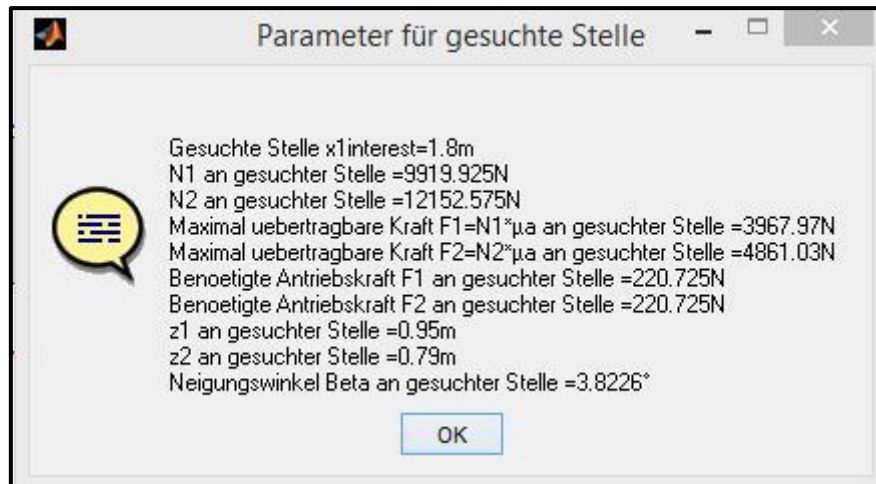 Parameter für gesuchte Stelle
Gesuchte Stelle x1interest=1.8m
N1 an gesuchter Stelle =9919.925N
N2 an gesuchter Stelle =12152.575N
Maximal uebertragbare Kraft F1=N1*µa an gesuchter Stelle =3967.97N
Maximal uebertragbare Kraft F2=N2*µa an gesuchter Stelle =4861.03N
Benoetigte Antriebskraft F1 an gesuchter Stelle =220.725N
Benoetigte Antriebskraft F2 an gesuchter Stelle =220.725N
z1 an gesuchter Stelle =0.95m
z2 an gesuchter Stelle =0.79m
Neigungswinkel Beta an gesuchter Stelle =3.8226°
OK